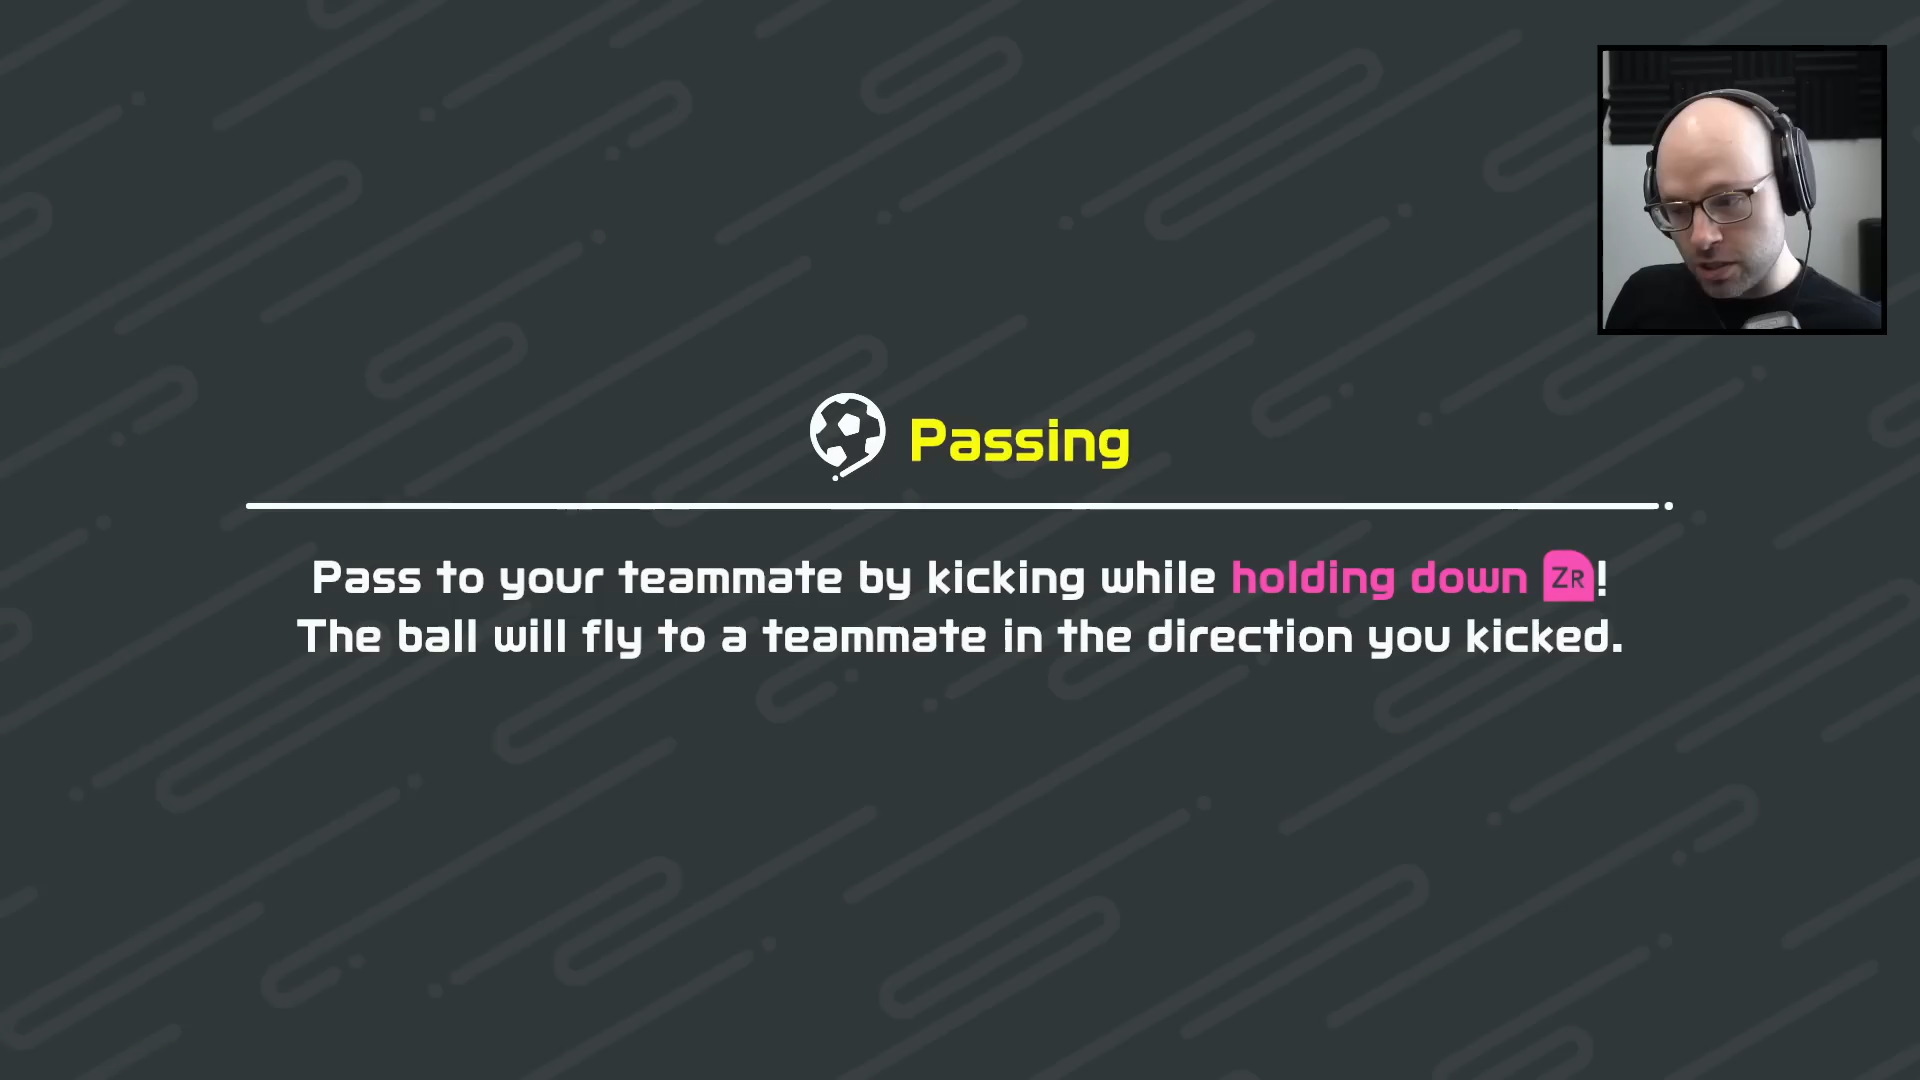 Passing
Pass to your teammate by kicking while holding down ZR!
The ball will fly to a teammate in the direction you kicked.